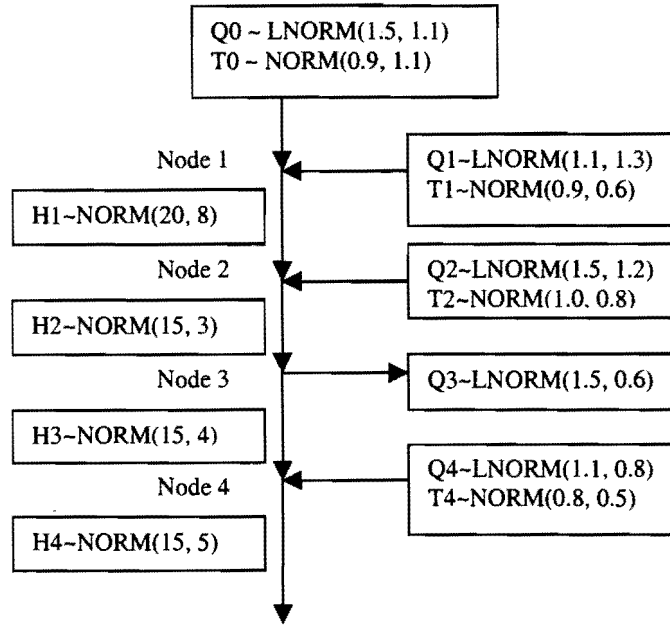 Q0 ~ LNORM(1.5, 1.1)
T0 ~ NORM(0.9, 1.1)
Node 1
Q1~LNORM(1.1, 1.3)
T1~NORM(0.9, 0.6)
H1~NORM(20, 8)
Node 2
Q2~LNORM(1.5, 1.2)
T2~NORM(1.0, 0.8)
H2~NORM(15, 3)
Node 3
Q3~LNORM(1.5, 0.6)
H3~NORM(15, 4)
Node 4
Q4~LNORM(1.1, 0.8)
T4~NORM(0.8, 0.5)
H4~NORM(15, 5)